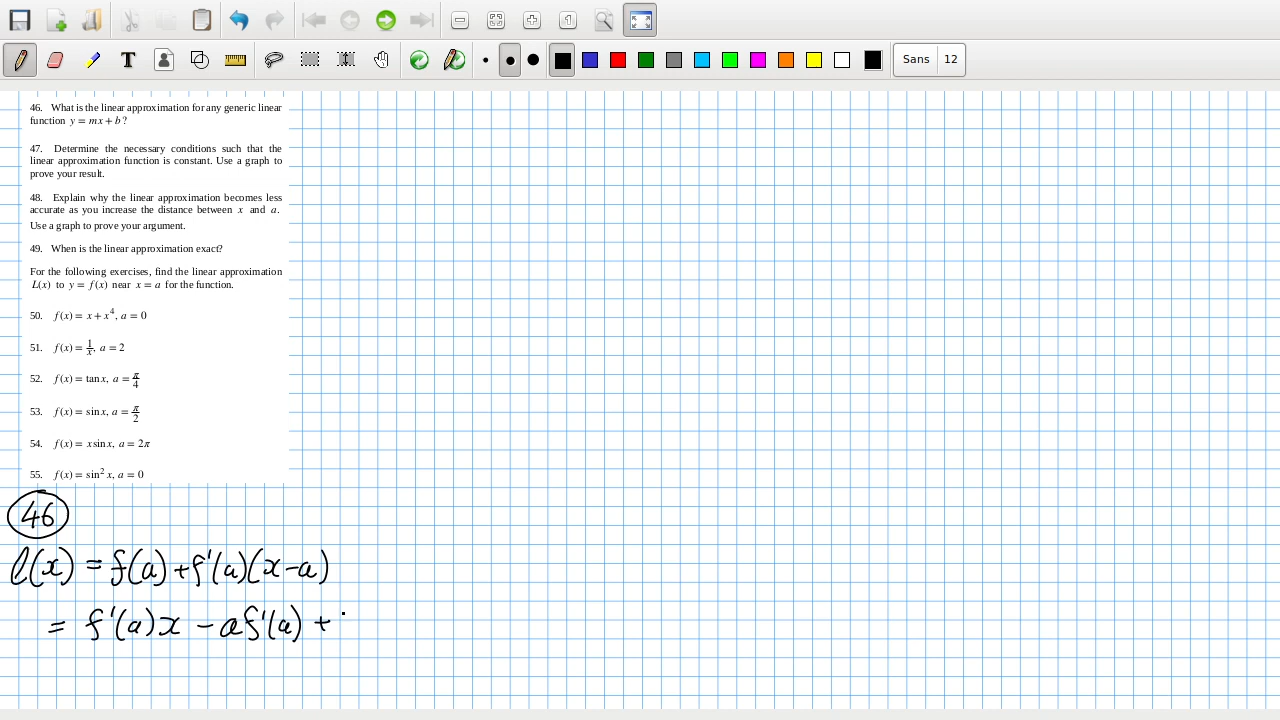 Sans 12
46. What is the linear approximation for any generic linear
function y = mx + b?
47. Determine the necessary conditions such that the
linear approximation function is constant. Use a graph to
prove your result.
48. Explain why the linear approximation becomes less
accurate as you increase the distance between x and a.
Use a graph to prove your argument.
49. When is the linear approximation exact?
For the following exercises, find the linear approximation
L(x) to y = f(x) near x = a for the function.
50. f(x) = x + x⁴, a = 0
51. f(x) = 1/x, a = 2
52. f(x) = tan x, a = π/4
53. f(x) = sin x, a = π/2
54. f(x) = x sin x, a = 2π
55. f(x) = sin² x, a = 0
46
l(x) = f(a) + f'(a)(x - a)
= f'(a)x - af'(a) +